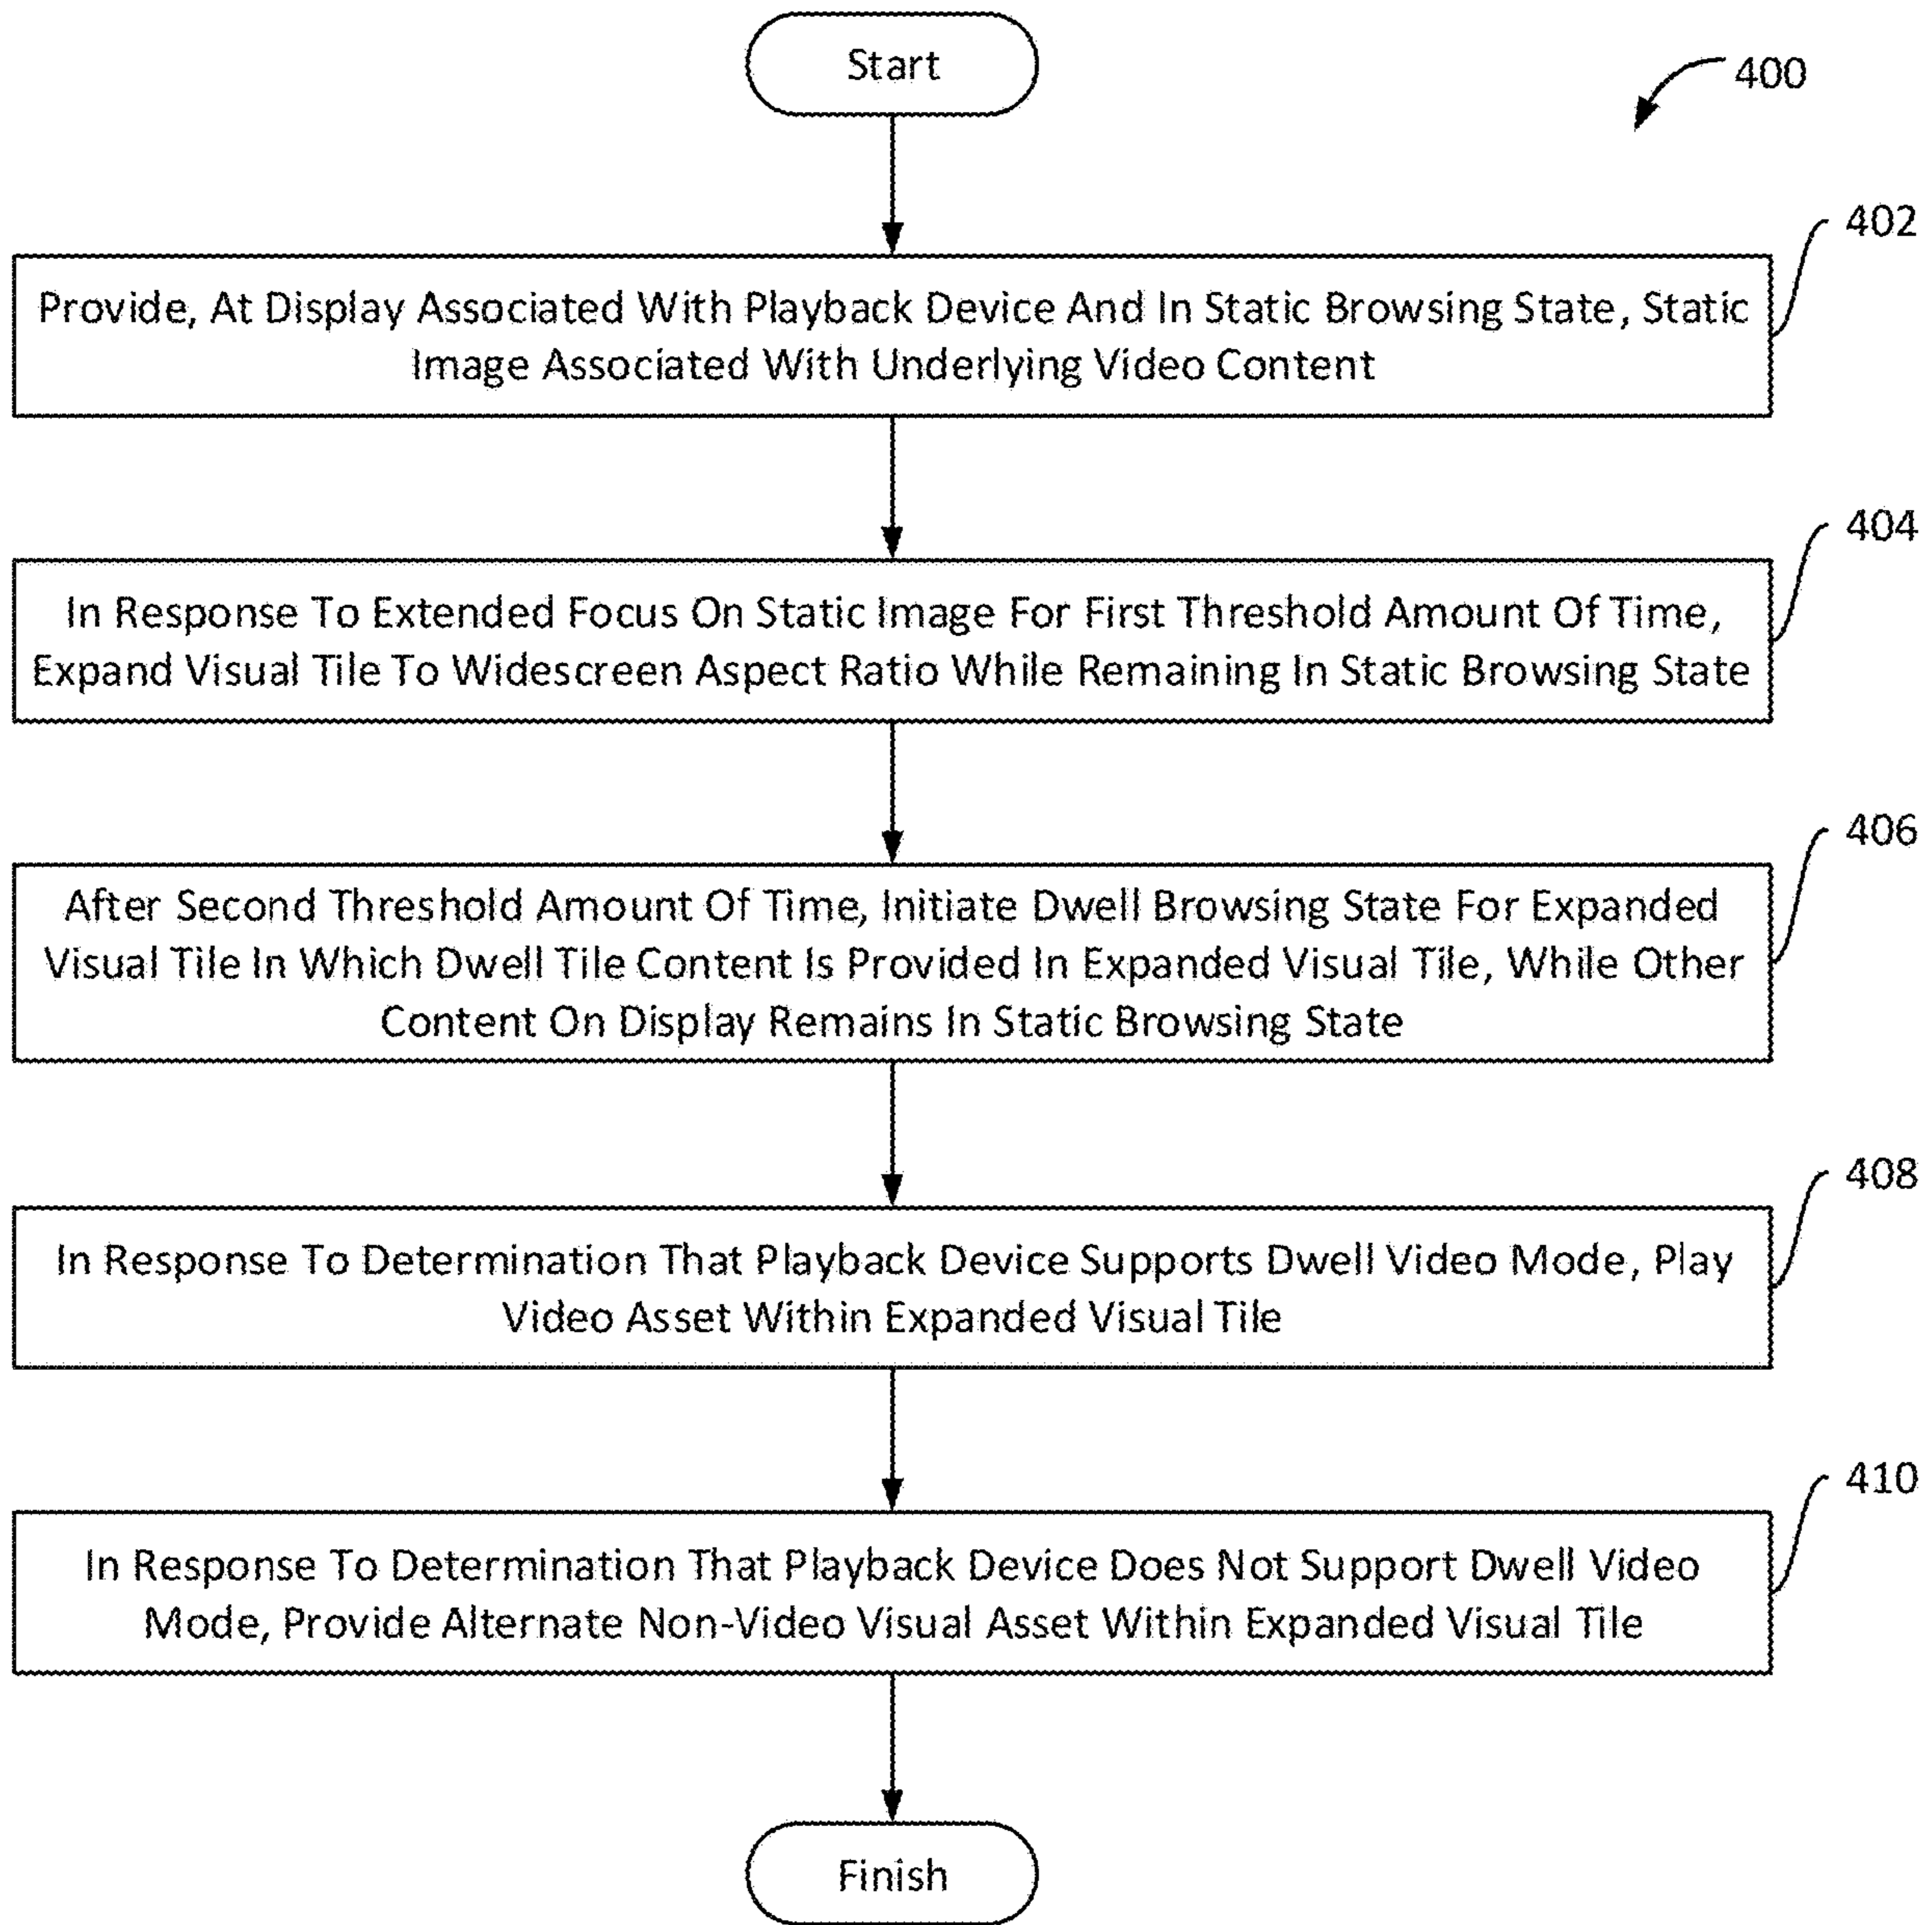 Start
400
402
Provide, At Display Associated With Playback Device And In Static Browsing State, Static
Image Associated With Underlying Video Content
404
In Response To Extended Focus On Static Image For First Threshold Amount Of Time,
Expand Visual Tile To Widescreen Aspect Ratio While Remaining In Static Browsing State
406
After Second Threshold Amount Of Time, Initiate Dwell Browsing State For Expanded
Visual Tile In Which Dwell Tile Content Is Provided In Expanded Visual Tile, While Other
Content On Display Remains In Static Browsing State
408
In Response To Determination That Playback Device Supports Dwell Video Mode, Play
Video Asset Within Expanded Visual Tile
410
In Response To Determination That Playback Device Does Not Support Dwell Video
Mode, Provide Alternate Non-Video Visual Asset Within Expanded Visual Tile
Finish